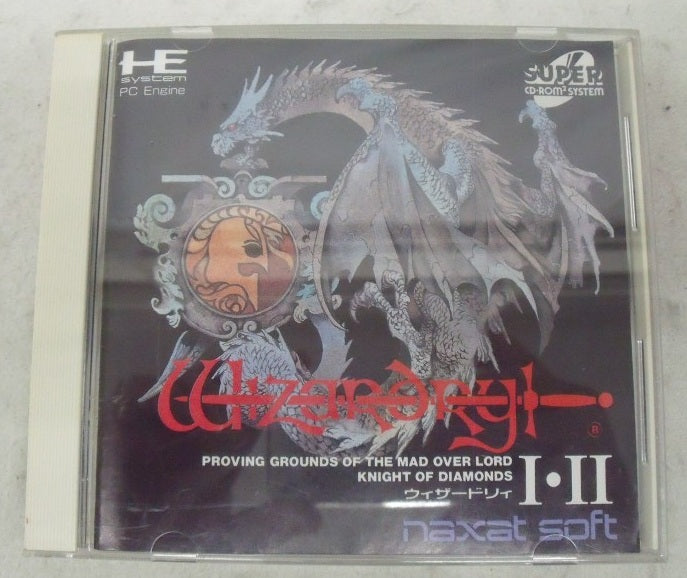 HE
system
PC Engine
SUPER
CD-ROM² SYSTEM
Wizardry
®
PROVING GROUNDS OF THE MAD OVER LORD
KNIGHT OF DIAMONDS
ウィザードリィ
I・II
naxat soft